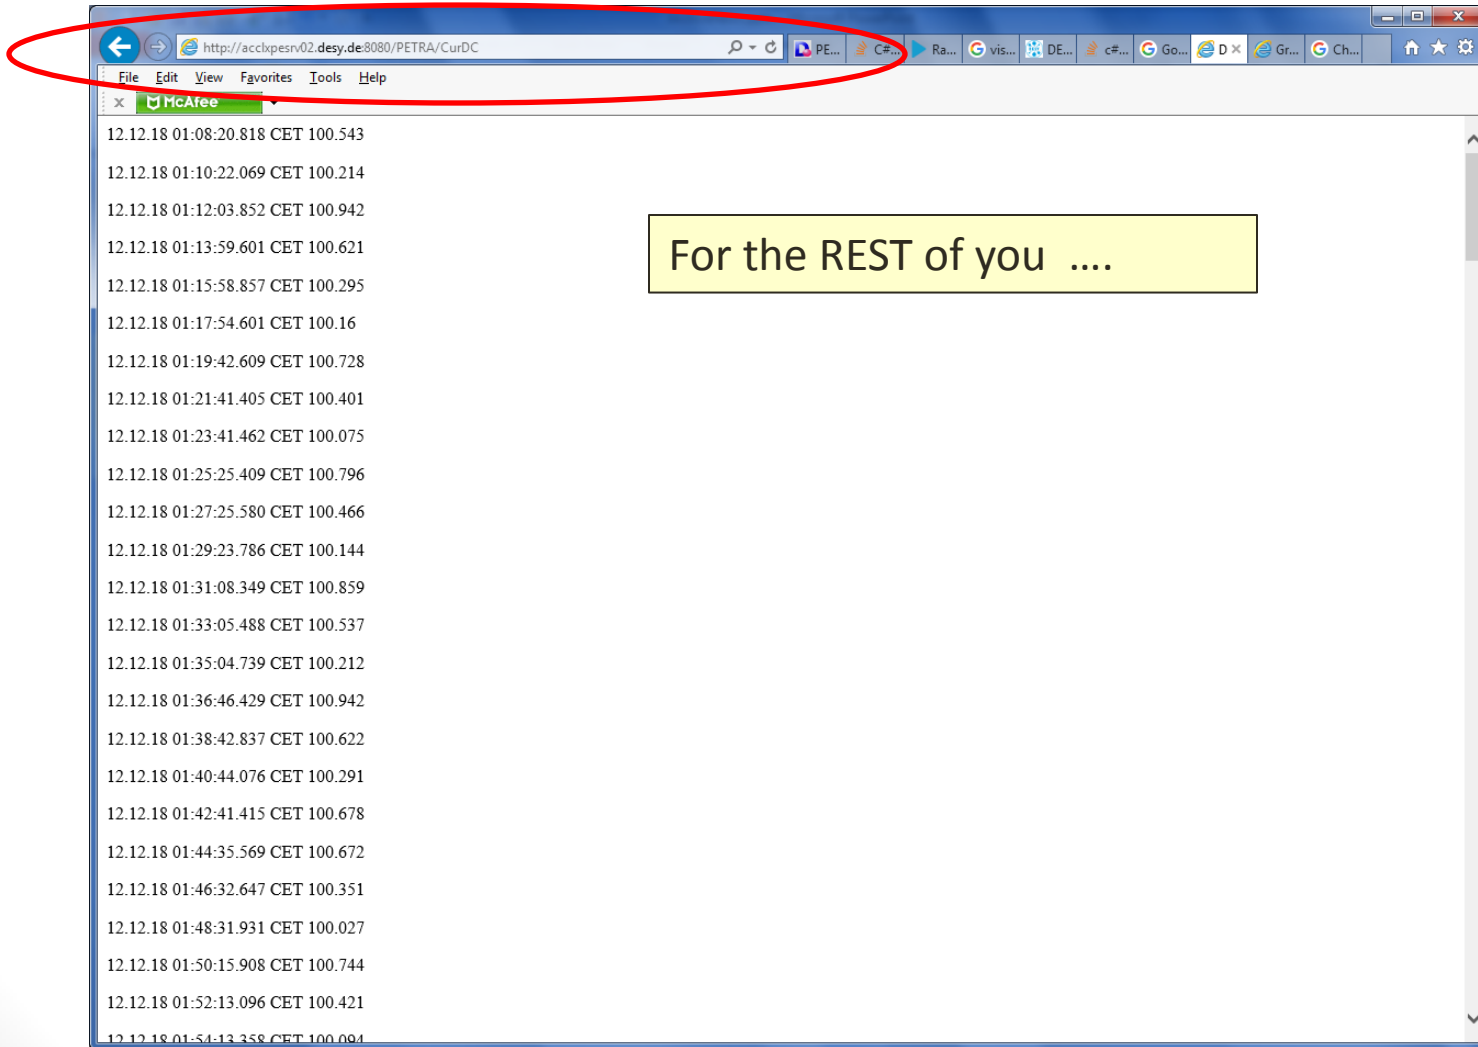 http://acclxpesrv02.desy.de:8080/PETRA/CurDC
PE... C#... Ra... G vis... DE... c#... G Go... D G Gr... G Ch...
File Edit View Favorites Tools Help
x McAfee
12.12.18 01:08:20.818 CET 100.543
12.12.18 01:10:22.069 CET 100.214
12.12.18 01:12:03.852 CET 100.942
For the REST of you ....
12.12.18 01:13:59.601 CET 100.621
12.12.18 01:15:58.857 CET 100.295
12.12.18 01:17:54.601 CET 100.16
12.12.18 01:19:42.609 CET 100.728
12.12.18 01:21:41.405 CET 100.401
12.12.18 01:23:41.462 CET 100.075
12.12.18 01:25:25.409 CET 100.796
12.12.18 01:27:25.580 CET 100.466
12.12.18 01:29:23.786 CET 100.144
12.12.18 01:31:08.349 CET 100.859
12.12.18 01:33:05.488 CET 100.537
12.12.18 01:35:04.739 CET 100.212
12.12.18 01:36:46.429 CET 100.942
12.12.18 01:38:42.837 CET 100.622
12.12.18 01:40:44.076 CET 100.291
12.12.18 01:42:41.415 CET 100.678
12.12.18 01:44:35.569 CET 100.672
12.12.18 01:46:32.647 CET 100.351
12.12.18 01:48:31.931 CET 100.027
12.12.18 01:50:15.908 CET 100.744
12.12.18 01:52:13.096 CET 100.421
12.12.18 01:54:13.358 CET 100.094